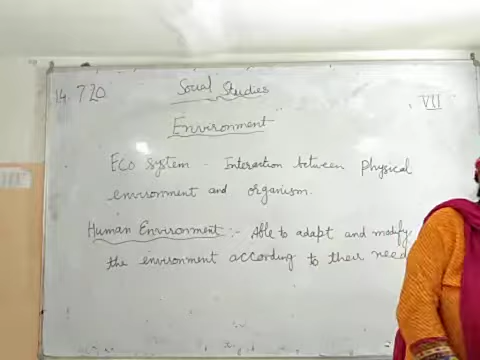 14. 7 20
Social Studies
VII
Environment
Eco system - Interaction between physical
environment and organism.
Human Environment :- Able to adapt and modify
the environment according to their need